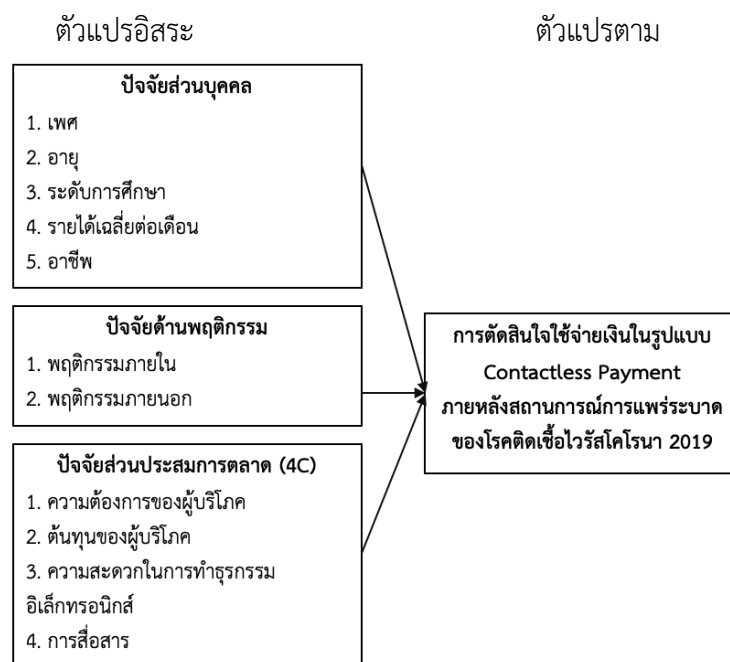 ตัวแปรอิสระ
ตัวแปรตาม
ปัจจัยส่วนบุคคล
1. เพศ
2. อายุ
3. ระดับการศึกษา
4. รายได้เฉลี่ยต่อเดือน
5. อาชีพ
ปัจจัยด้านพฤติกรรม
1. พฤติกรรมภายใน
2. พฤติกรรมภายนอก
ปัจจัยส่วนประสมการตลาด (4C)
1. ความต้องการของผู้บริโภค
2. ต้นทุนของผู้บริโภค
3. ความสะดวกในการทำธุรกรรม
อิเล็กทรอนิกส์
4. การสื่อสาร
การตัดสินใจใช้จ่ายเงินในรูปแบบ
Contactless Payment
ภายหลังสถานการณ์การแพร่ระบาด
ของโรคติดเชื้อไวรัสโคโรนา 2019